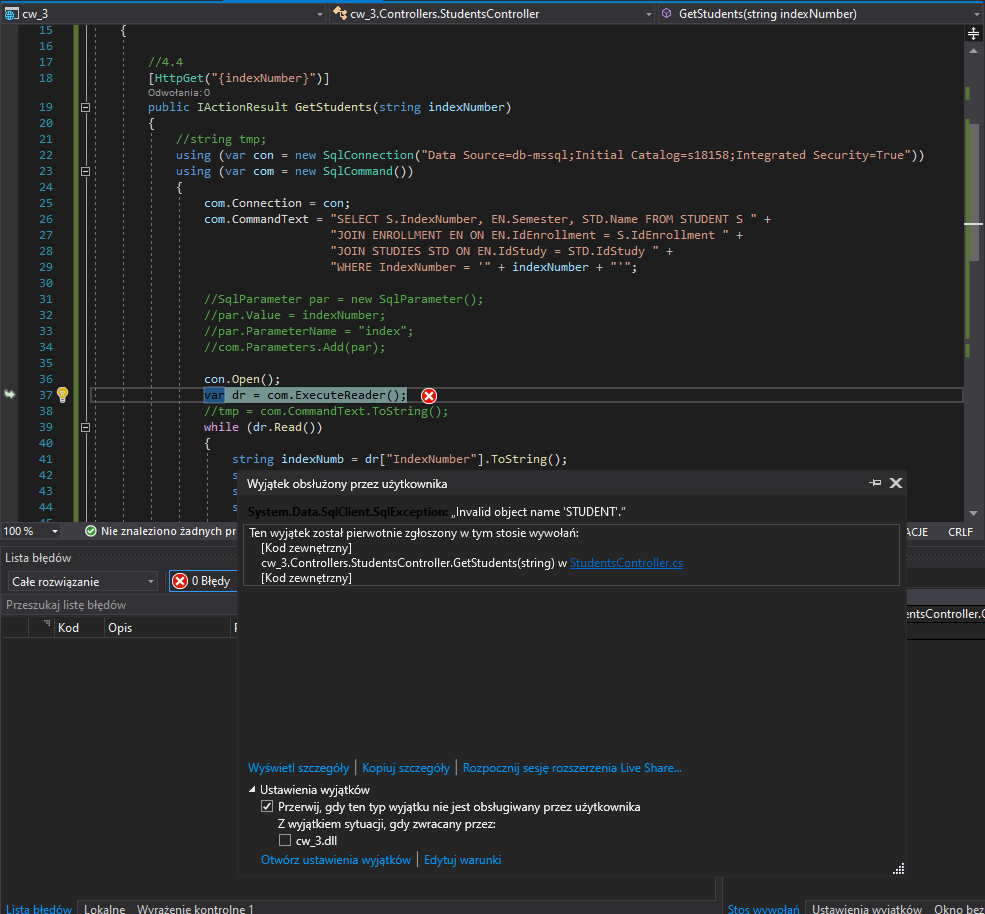 cw_3 cw_3.Controllers.StudentsController GetStudents(string indexNumber)
15 {
16
17 //4.4
18 [HttpGet("{indexNumber}")]
Odwołania: 0
19 public IActionResult GetStudents(string indexNumber)
20 {
21 //string tmp;
22 using (var con = new SqlConnection("Data Source=db-mssql;Initial Catalog=s18158;Integrated Security=True"))
23 using (var com = new SqlCommand())
24 {
25 com.Connection = con;
26 com.CommandText = "SELECT S.IndexNumber, EN.Semester, STD.Name FROM STUDENT S " +
27 "JOIN ENROLLMENT EN ON EN.IdEnrollment = S.IdEnrollment " +
28 "JOIN STUDIES STD ON EN.IdStudy = STD.IdStudy " +
29 "WHERE IndexNumber = '" + indexNumber + "'";
30
31 //SqlParameter par = new SqlParameter();
32 //par.Value = indexNumber;
33 //par.ParameterName = "index";
34 //com.Parameters.Add(par);
35
36 con.Open();
37 var dr = com.ExecuteReader();
38 //tmp = com.CommandText.ToString();
39 while (dr.Read())
40 {
41 string indexNumb = dr["IndexNumber"].ToString();
42 s
43 s
44 s
Wyjątek obsłużony przez użytkownika
System.Data.SqlClient.SqlException: „Invalid object name 'STUDENT'.”
100 % Nie znaleziono żadnych pr ACJE CRLF
Ten wyjątek został pierwotnie zgłoszony w tym stosie wywołań:
[Kod zewnętrzny]
cw_3.Controllers.StudentsController.GetStudents(string) w StudentsController.cs
[Kod zewnętrzny]
Lista błędów
Całe rozwiązanie 0 Błędy
Przeszukaj listę błędów
entsController.G
Kod Opis
Wyświetl szczegóły | Kopiuj szczegóły | Rozpocznij sesję rozszerzenia Live Share...
Ustawienia wyjątków
Przerwij, gdy ten typ wyjątku nie jest obsługiwany przez użytkownika
Z wyjątkiem sytuacji, gdy zwracany przez:
cw_3.dll
Otwórz ustawienia wyjątków | Edytuj warunki
Lista błędów Lokalne Wyrażenie kontrolne 1 Stos wywołań Ustawienia wyjątków Okno bez